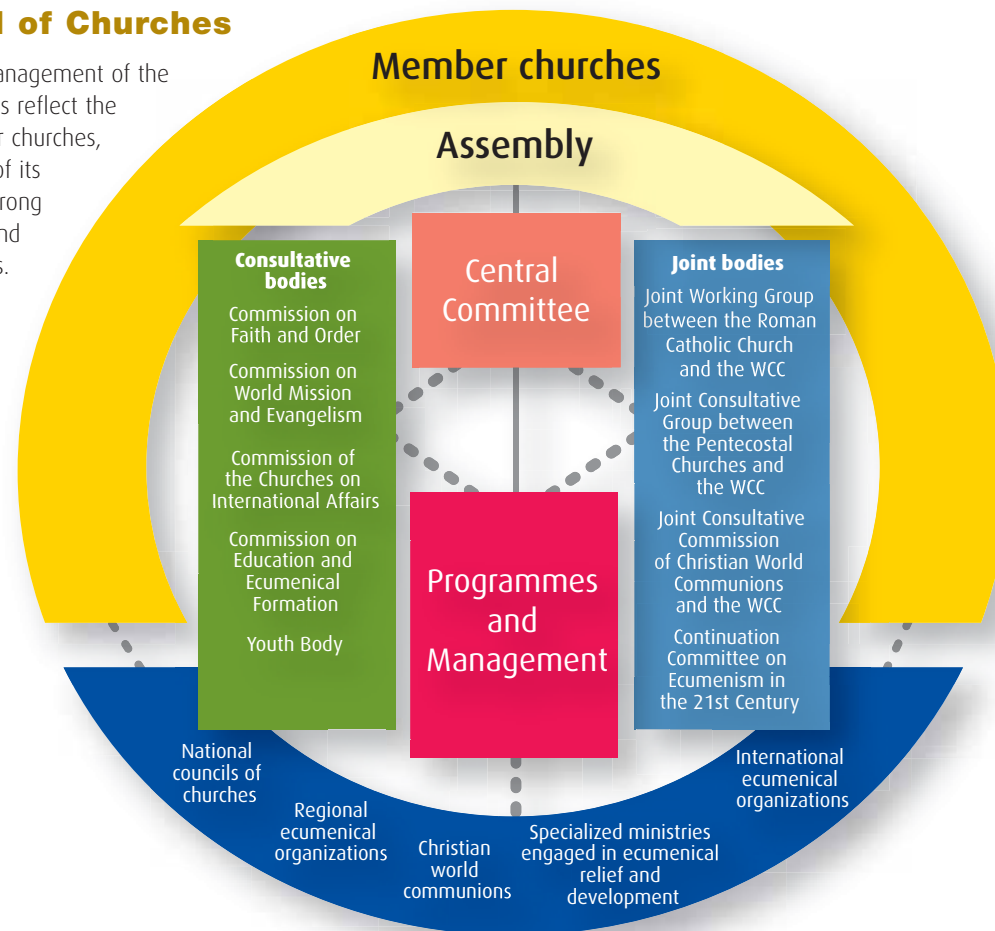 l of Churches
anagement of the
s reflect the
r churches,
of its
rong
nd
s.
Member churches
Assembly
Consultative
bodies
Commission on
Faith and Order
Commission on
World Mission
and Evangelism
Commission of
the Churches on
International Affairs
Commission on
Education and
Ecumenical
Formation
Youth Body
Central
Committee
Programmes
and
Management
Joint bodies
Joint Working Group
between the Roman
Catholic Church
and the WCC
Joint Consultative
Group between
the Pentecostal
Churches and
the WCC
Joint Consultative
Commission
of Christian World
Communions
and the WCC
Continuation
Committee on
Ecumenism in
the 21st Century
National
councils of
churches
Regional
ecumenical
organizations
Christian
world
communions
Specialized ministries
engaged in ecumenical
relief and
development
International
ecumenical
organizations